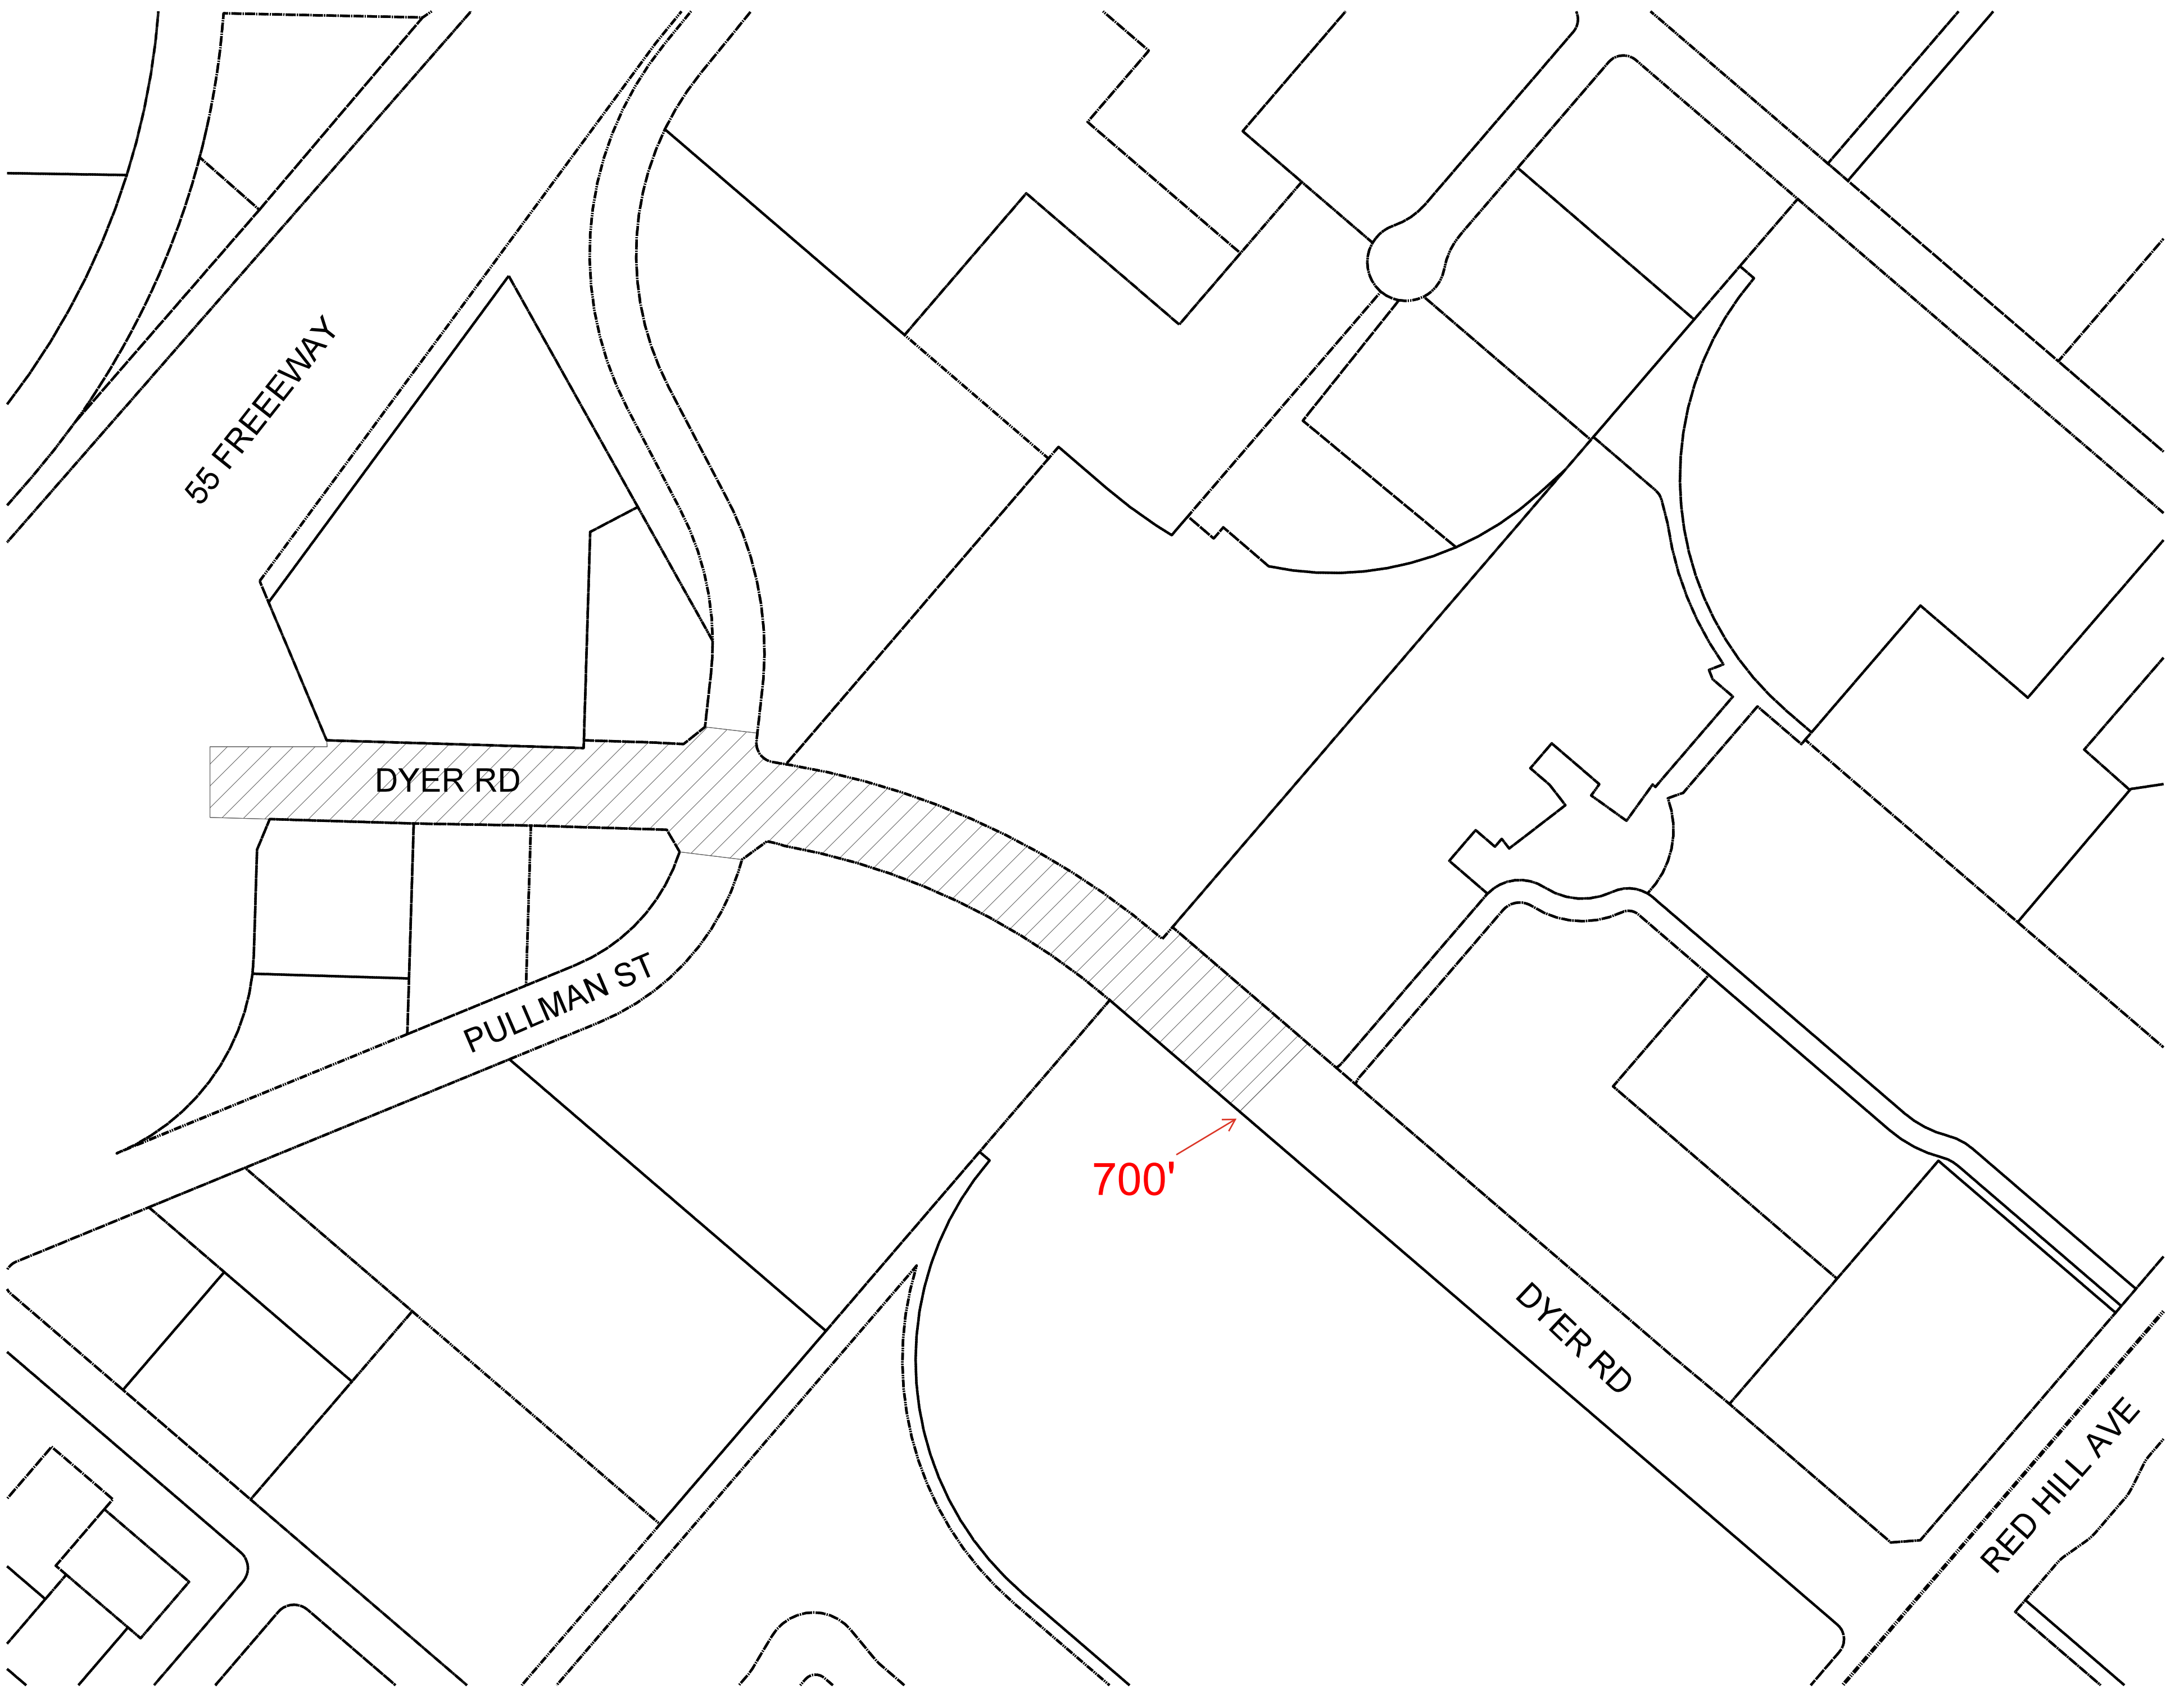 55 FREEEWAY
DYER RD
PULLMAN ST
700'
DYER RD
RED HILL AVE